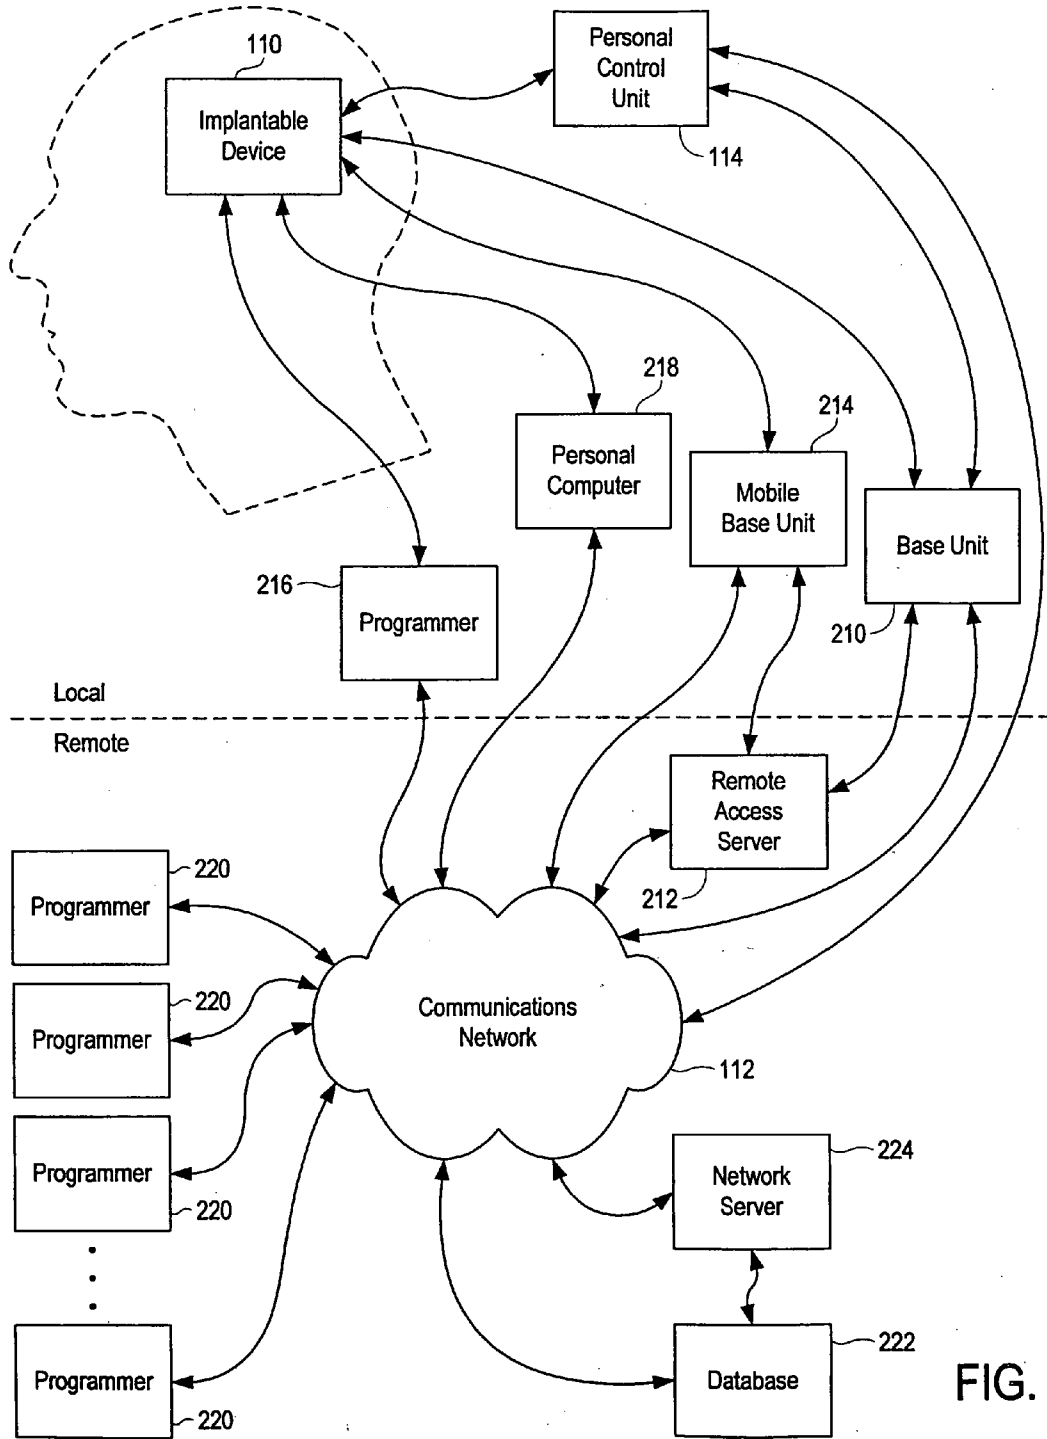 110
Implantable
Device
Personal
Control
Unit
114
218
Personal
Computer
214
Mobile
Base Unit
Base Unit
210
216
Programmer
Local
Remote
Remote
Access
Server
212
220
Programmer
220
Programmer
Programmer
220
Programmer
220
Communications
Network
112
224
Network
Server
222
Database
FIG.